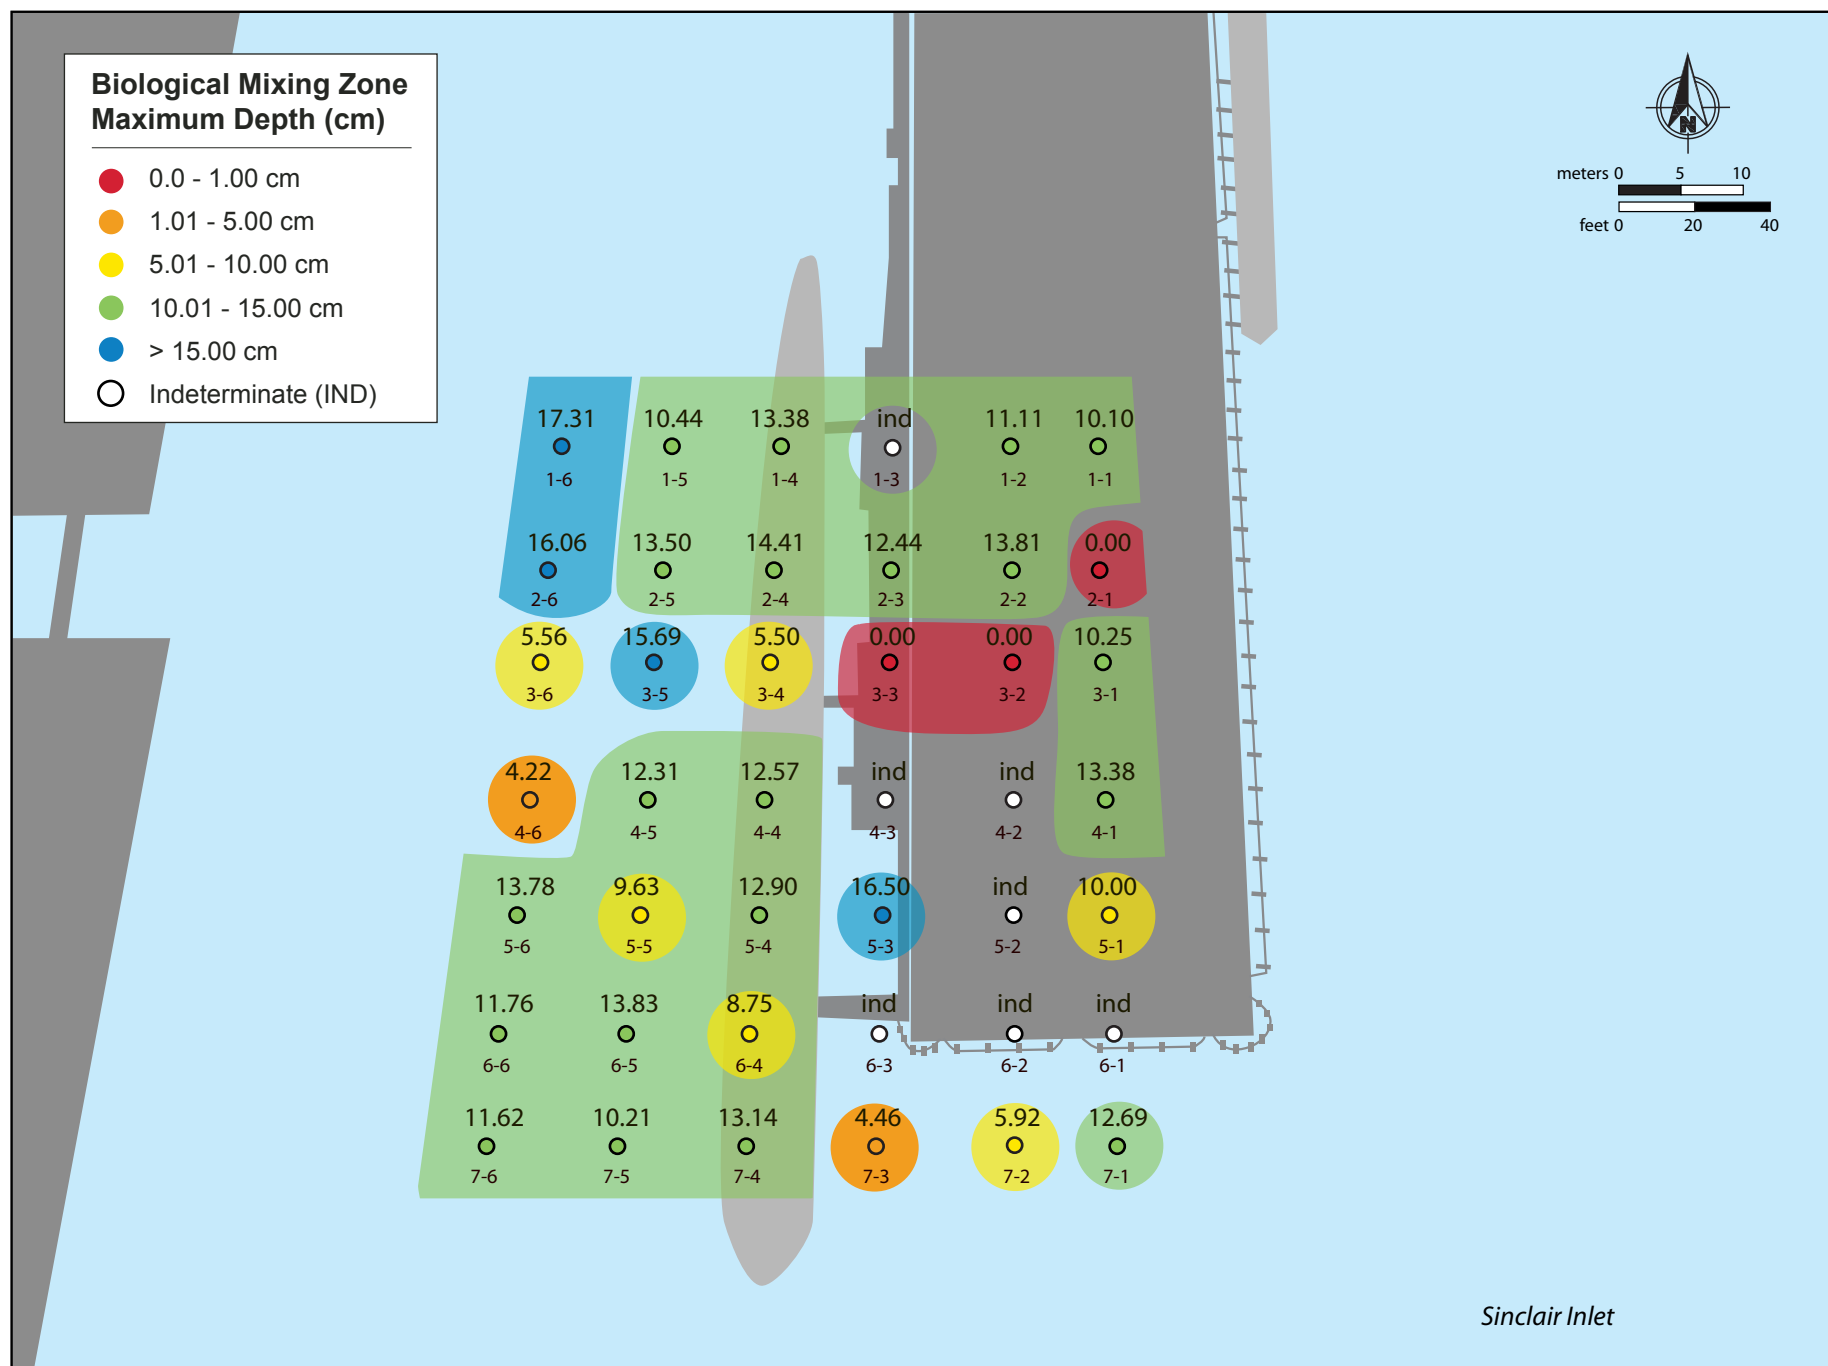 Biological Mixing Zone
Maximum Depth (cm)
0.0 - 1.00 cm
1.01 - 5.00 cm
5.01 - 10.00 cm
10.01 - 15.00 cm
> 15.00 cm
Indeterminate (IND)
N
meters 0 5 10
feet 0 20 40
17.31 10.44 13.38 ind 11.11 10.10
1-6 1-5 1-4 1-3 1-2 1-1
16.06 13.50 14.41 12.44 13.81 0.00
2-6 2-5 2-4 2-3 2-2 2-1
5.56 15.69 5.50 0.00 0.00 10.25
3-6 3-5 3-4 3-3 3-2 3-1
4.22 12.31 12.57 ind ind 13.38
4-6 4-5 4-4 4-3 4-2 4-1
13.78 9.63 12.90 16.50 ind 10.00
5-6 5-5 5-4 5-3 5-2 5-1
11.76 13.83 8.75 ind ind ind
6-6 6-5 6-4 6-3 6-2 6-1
11.62 10.21 13.14 4.46 5.92 12.69
7-6 7-5 7-4 7-3 7-2 7-1
Sinclair Inlet